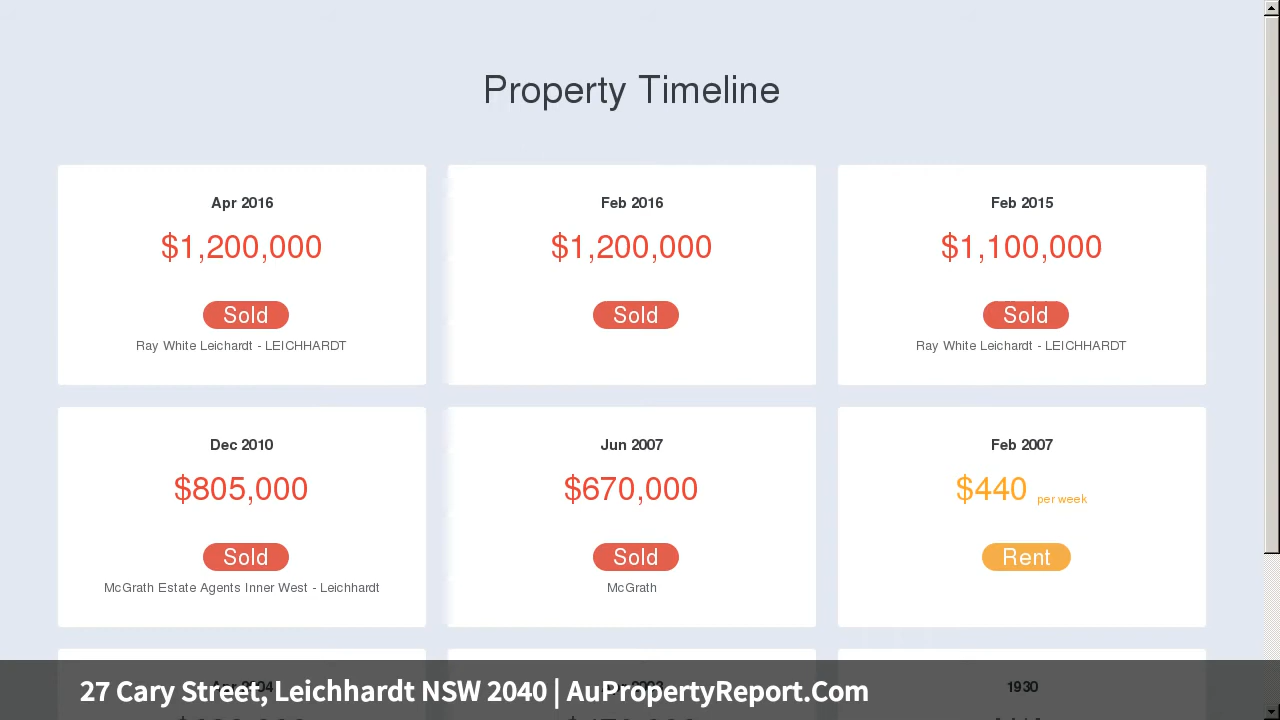 Property Timeline
Apr 2016
$1,200,000
Sold
Ray White Leichardt - LEICHHARDT
Feb 2016
$1,200,000
Sold
Feb 2015
$1,100,000
Sold
Ray White Leichardt - LEICHHARDT
Dec 2010
$805,000
Sold
McGrath Estate Agents Inner West - Leichhardt
Jun 2007
$670,000
Sold
McGrath
Feb 2007
$440 per week
Rent
1930
27 Cary Street, Leichhardt NSW 2040 | AuPropertyReport.Com